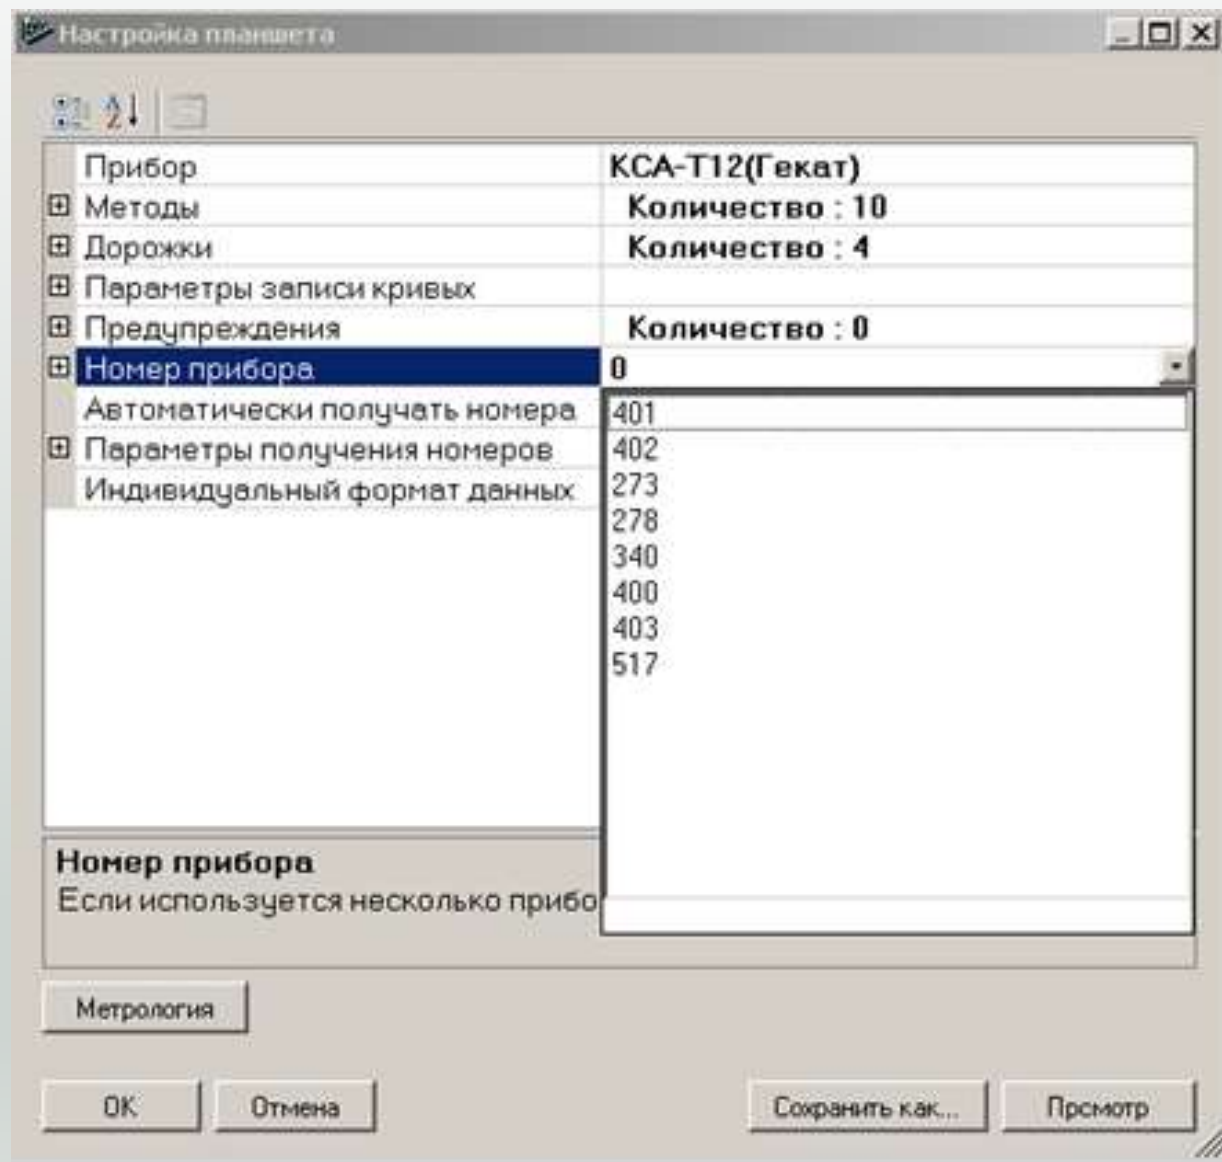 Настройка планшета
Прибор КСА-Т12(Гекат)
Методы Количество : 10
Дорожки Количество : 4
Параметры записи кривых
Предупреждения Количество : 0
Номер прибора 0
Автоматически получать номера 401
402
Параметры получения номеров
Индивидуальный формат данных 273
278
340
400
403
517
Номер прибора
Если используется несколько прибо
Метрология
OK Отмена Сохранить как... Прсмотр